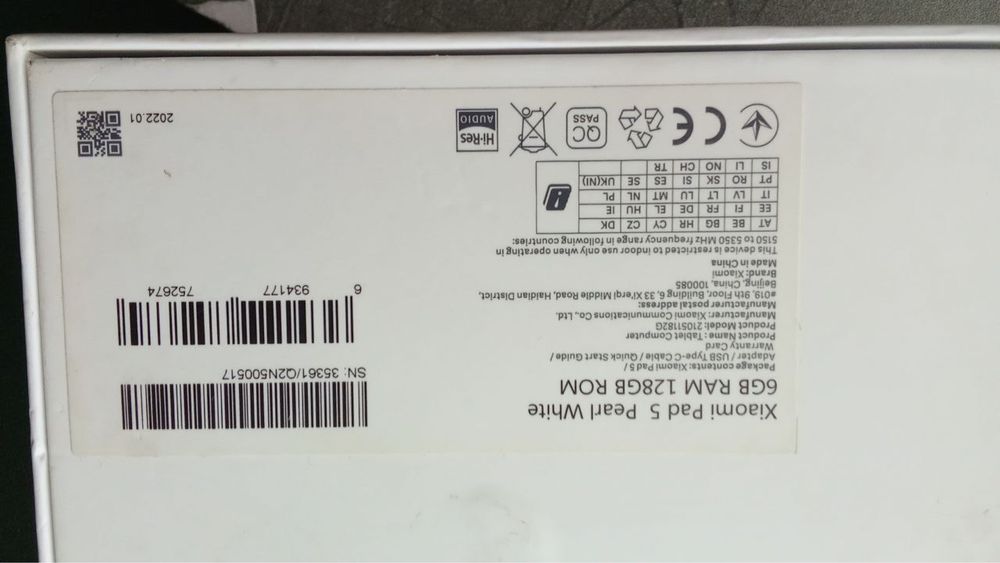 Xiaomi Pad 5 Pearl White
6GB RAM 128GB ROM
Package contents: Xiaomi Pad 5 /
Adapter / USB Type-C Cable / Quick Start Guide /
Warranty Card
Product Name: Tablet Computer
Product Model: 21051182G
Manufacturer: Xiaomi Communications Co., Ltd.
Manufacturer postal address:
#019, 9th Floor, Building 6, 33 Xi'erqi Middle Road, Haidian District,
Beijing, China, 100085
Brand: Xiaomi
Made in China
This device is restricted to indoor use only when operating in
5150 to 5350 MHz frequency range in following countries:
AT BE BG HR CY CZ DK
EE FI FR DE EL HU IE
IT LV LT LU MT NL PL
PT RO SK SI ES SE UK(NI)
IS LI NO CH TR
i
CE
QC
PASS
Hi-Res
AUDIO
SN: 35361/Q2N500517
6 934177 752674
2022.01